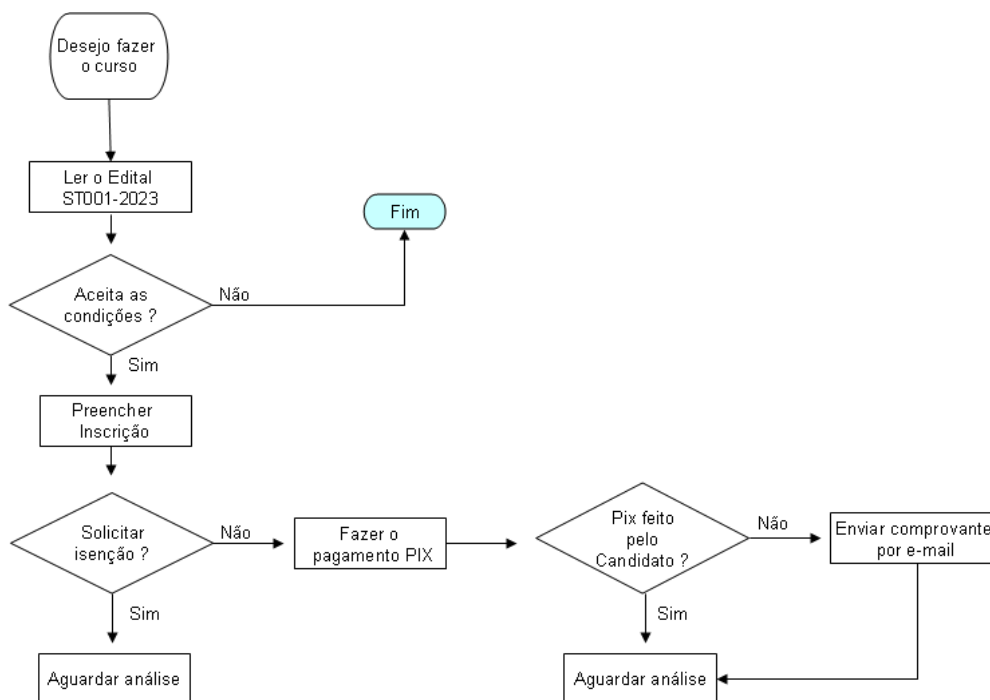 Desejo fazer
o curso
Ler o Edital
ST001-2023
Fim
Aceita as
condições ?
Não
Sim
Preencher
Inscrição
Solicitar
isenção ?
Não
Fazer o
pagamento PIX
Pix feito
pelo
Candidato ?
Não
Enviar comprovante
por e-mail
Sim
Sim
Aguardar análise
Aguardar análise